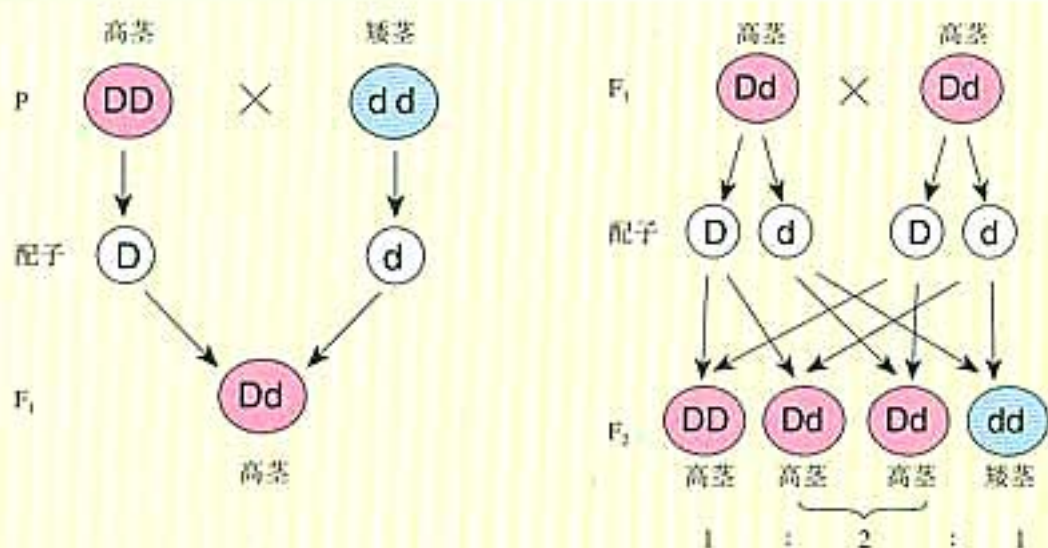 高茎 矮茎
P DD × dd
配子 D d
F₁ Dd
高茎
高茎 高茎
F₁ Dd × Dd
配子 D d D d
F₂ DD Dd Dd dd
高茎 高茎 高茎 矮茎
1 : 2 : 1